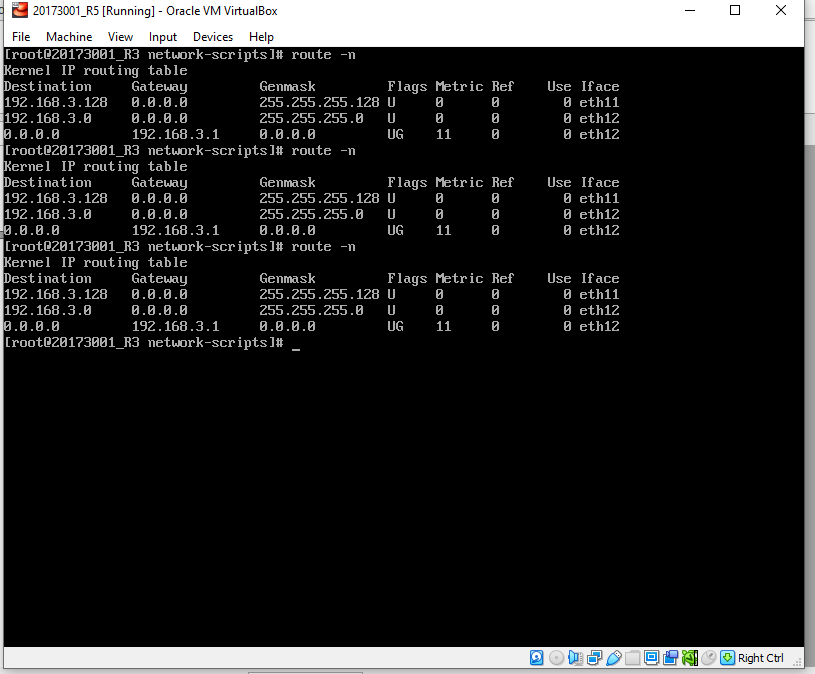 20173001_R5 [Running] - Oracle VM VirtualBox
File Machine View Input Devices Help
[root@20173001_R3 network-scripts]# route -n
Kernel IP routing table
Destination Gateway Genmask Flags Metric Ref Use Iface
192.168.3.128 0.0.0.0 255.255.255.128 U 0 0 0 eth11
192.168.3.0 0.0.0.0 255.255.255.0 U 0 0 0 eth12
0.0.0.0 192.168.3.1 0.0.0.0 UG 11 0 0 eth12
[root@20173001_R3 network-scripts]# route -n
Kernel IP routing table
Destination Gateway Genmask Flags Metric Ref Use Iface
192.168.3.128 0.0.0.0 255.255.255.128 U 0 0 0 eth11
192.168.3.0 0.0.0.0 255.255.255.0 U 0 0 0 eth12
0.0.0.0 192.168.3.1 0.0.0.0 UG 11 0 0 eth12
[root@20173001_R3 network-scripts]# route -n
Kernel IP routing table
Destination Gateway Genmask Flags Metric Ref Use Iface
192.168.3.128 0.0.0.0 255.255.255.128 U 0 0 0 eth11
192.168.3.0 0.0.0.0 255.255.255.0 U 0 0 0 eth12
0.0.0.0 192.168.3.1 0.0.0.0 UG 11 0 0 eth12
[root@20173001_R3 network-scripts]# _
Right Ctrl